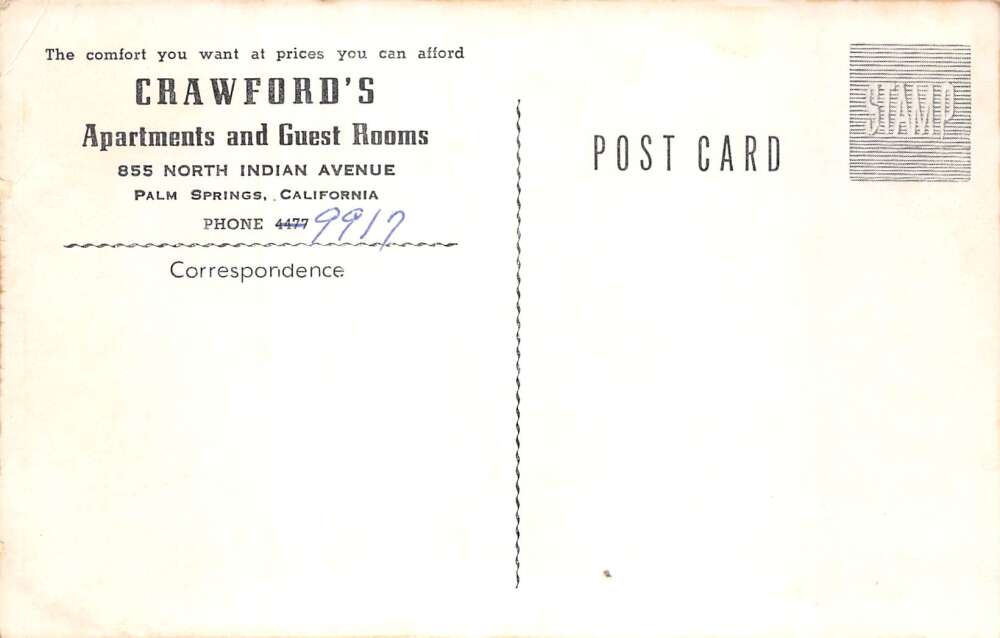 The comfort you want at prices you can afford
CRAWFORD'S
Apartments and Guest Rooms
855 NORTH INDIAN AVENUE
PALM SPRINGS, CALIFORNIA
PHONE 4477 9917
Correspondence
POST CARD
STAMP